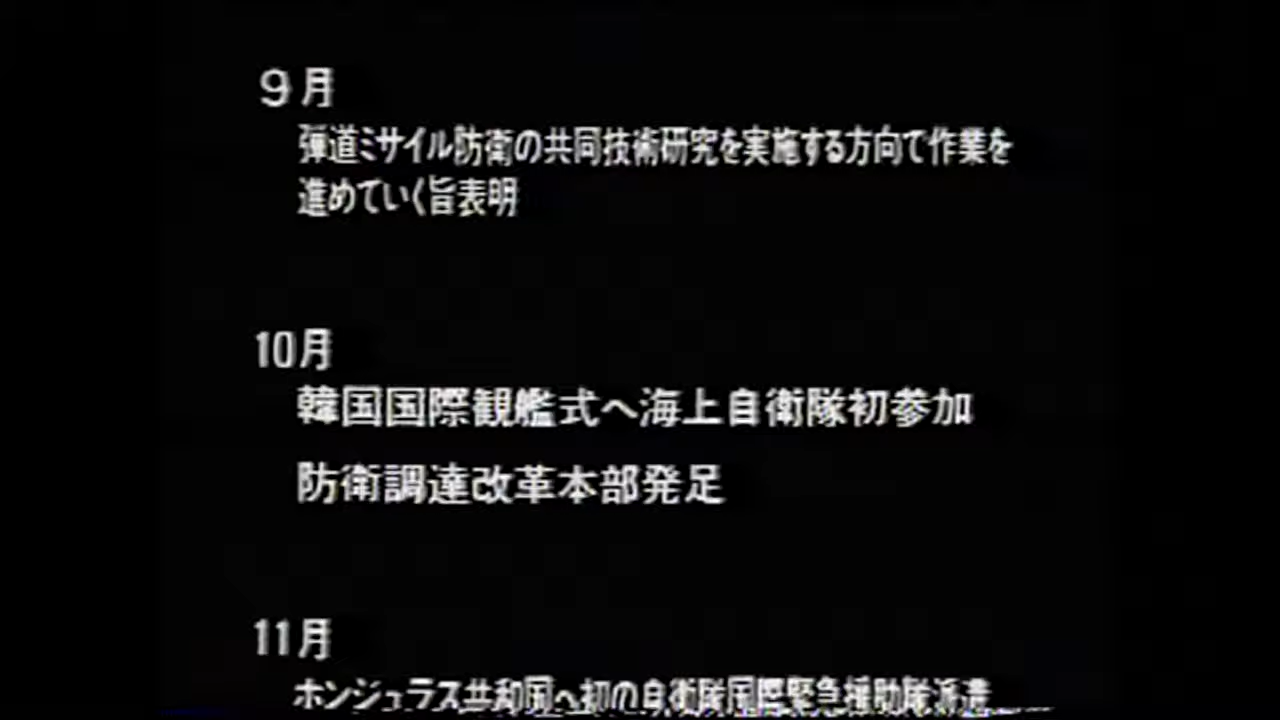 9月
弾道ミサイル防衛の共同技術研究を実施する方向で作業を
進めていく旨表明
10月
韓国国際観艦式へ海上自衛隊初参加
防衛調達改革本部発足
11月
ホンジュラス共和国へ初の自衛隊国際緊急援助隊派遣